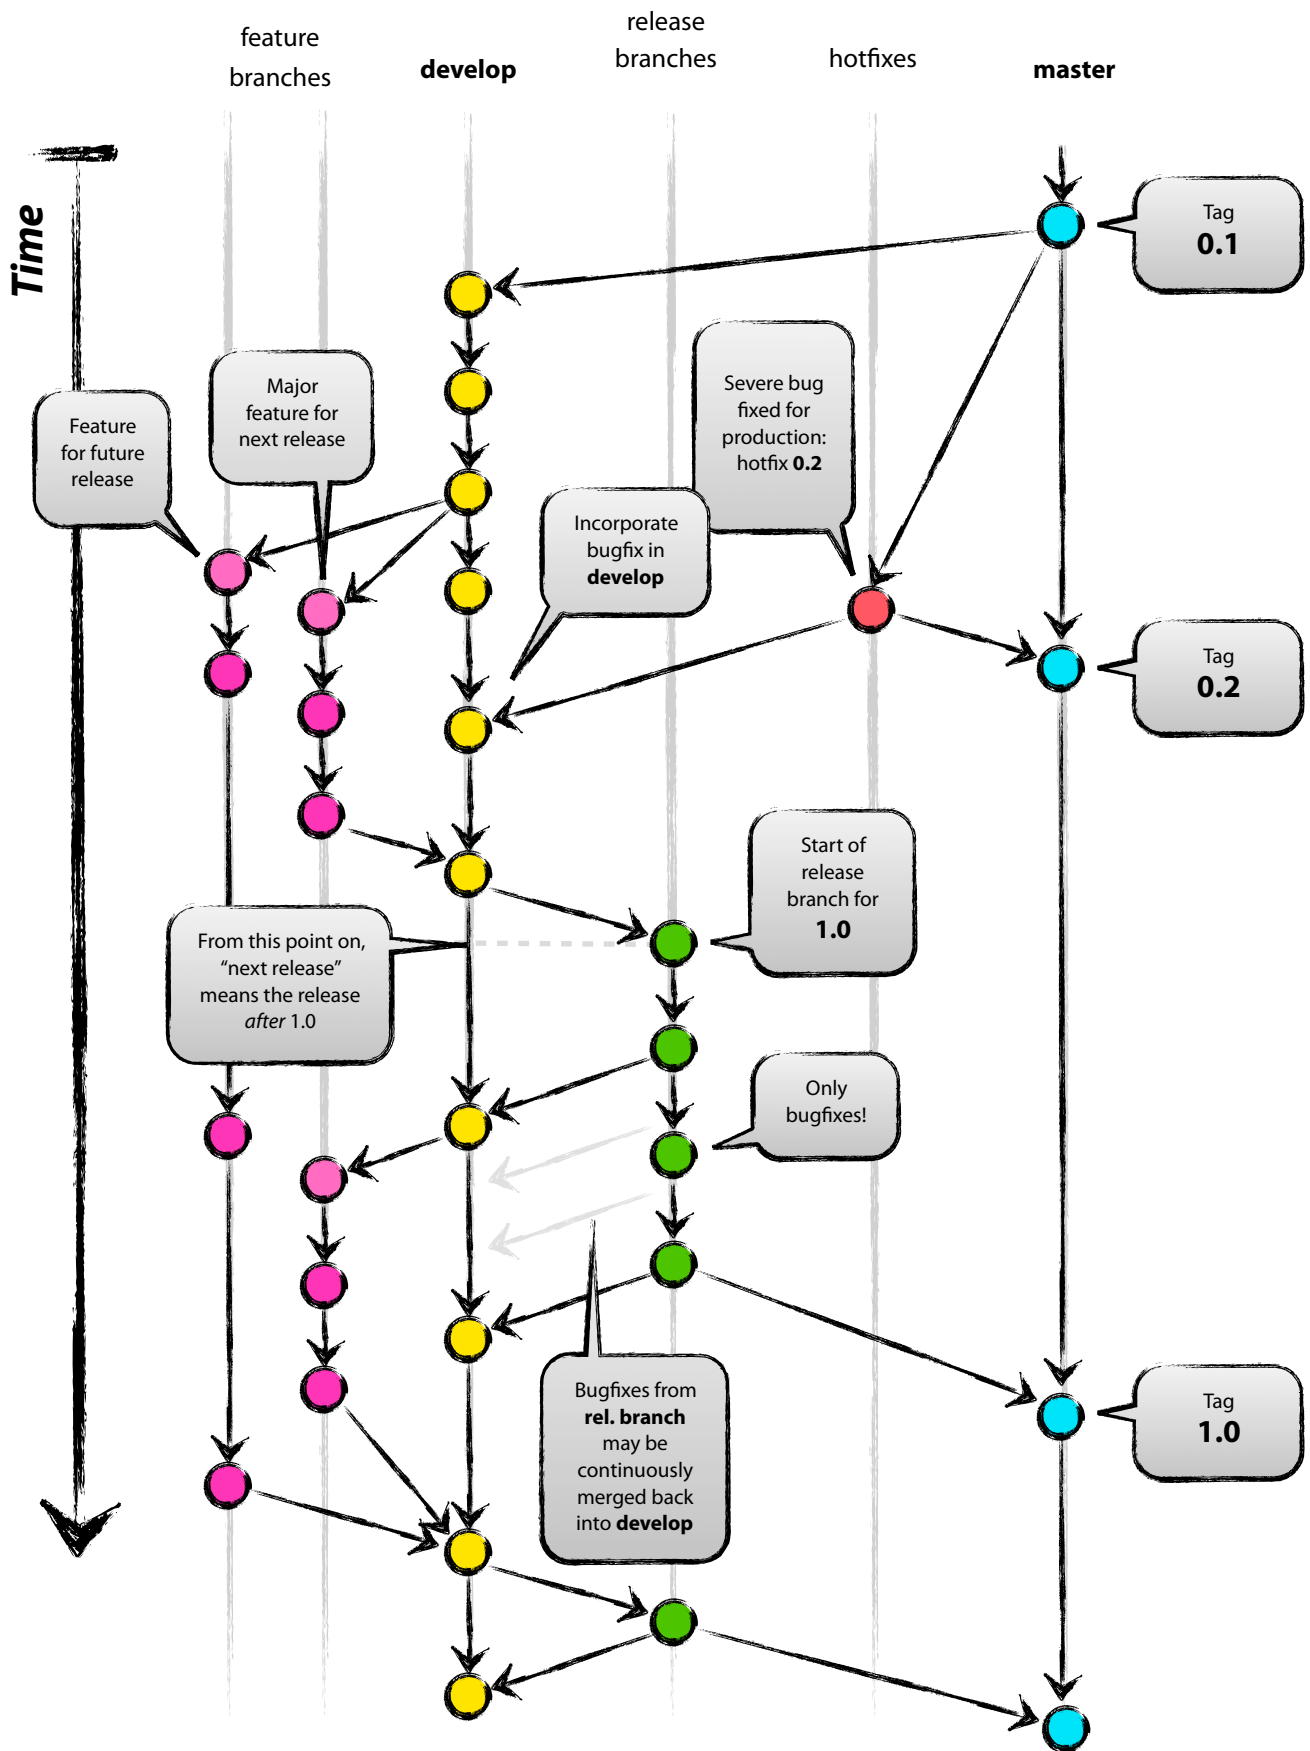 feature
branches
develop
release
branches
hotfixes
master
Time
Tag
0.1
Major
feature for
next release
Feature
for future
release
Severe bug
fixed for
production:
hotfix 0.2
Incorporate
bugfix in
develop
Tag
0.2
Start of
release
branch for
1.0
From this point on,
“next release”
means the release
after 1.0
Only
bugfixes!
Bugfixes from
rel. branch
may be
continuously
merged back
into develop
Tag
1.0